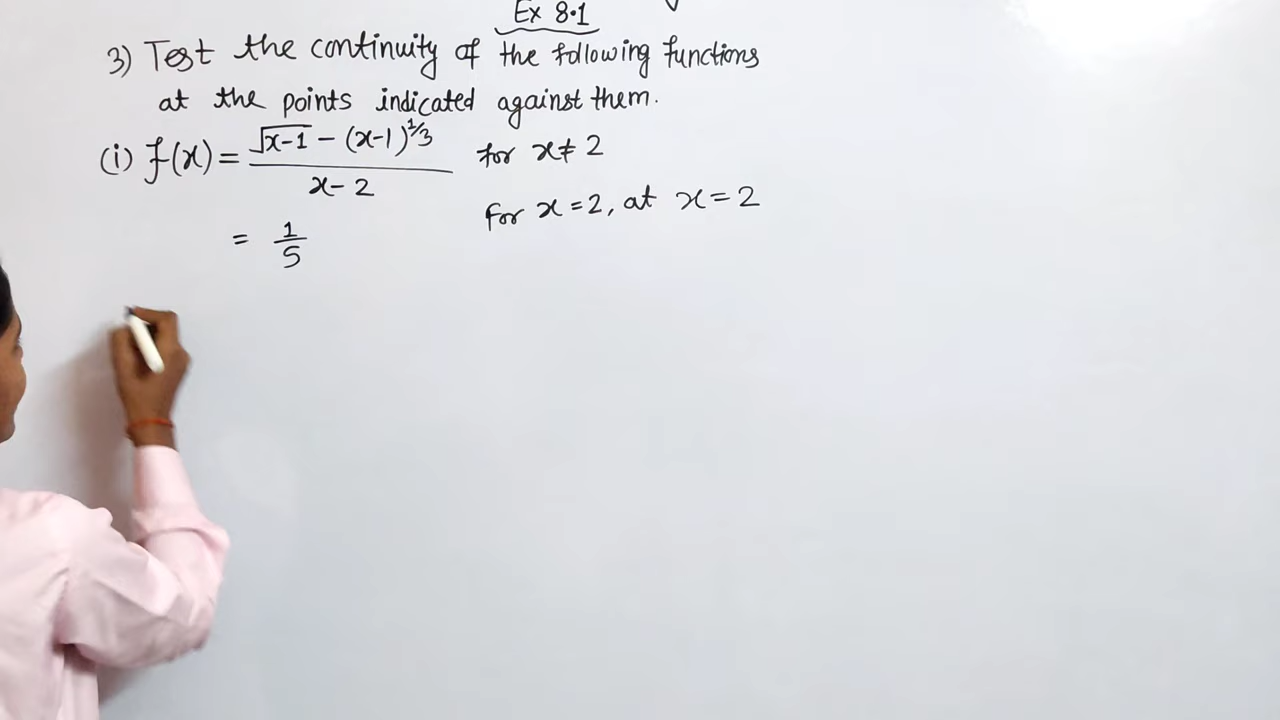 Ex 8.1
3) Test the continuity of the following functions
at the points indicated against them.
(i) f(x) = (√(x-1) - (x-1)^(1/3)) / (x-2) for x ≠ 2
= 1/5 for x = 2, at x = 2